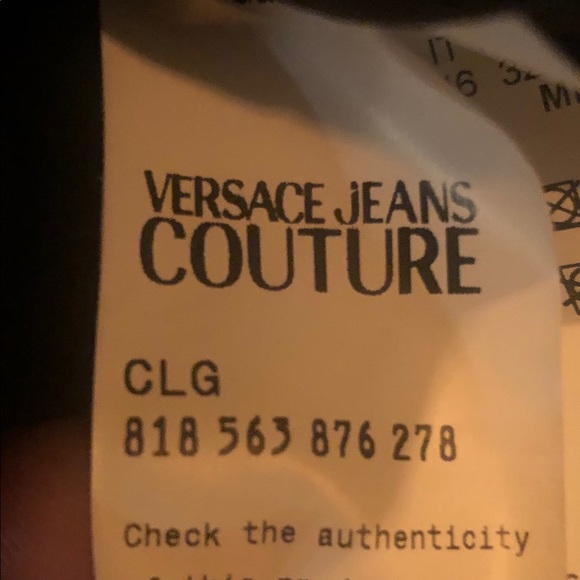 VERSACE JEANS
COUTURE
CLG
818 563 876 278
Check the authenticity